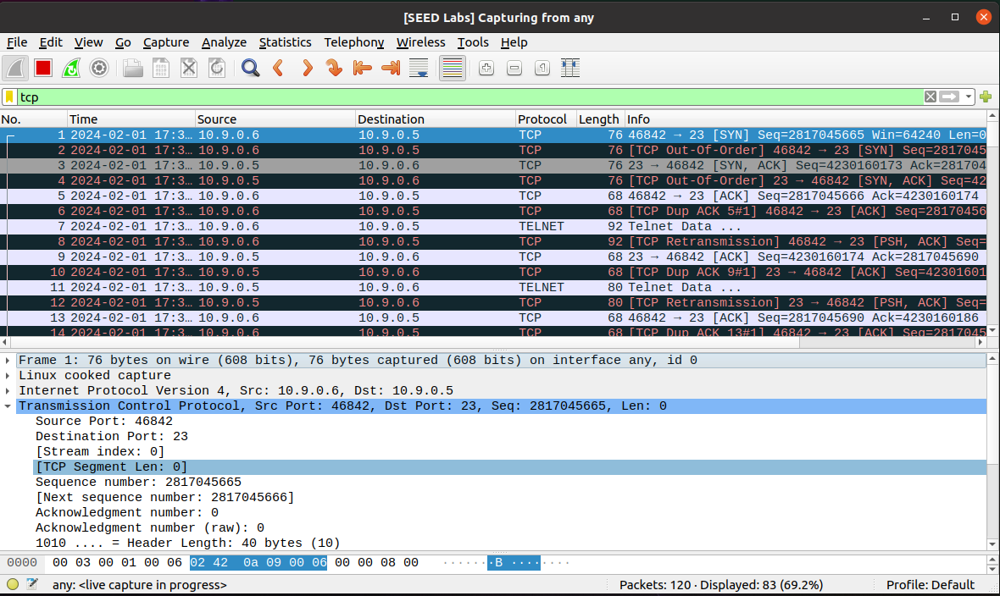 [SEED Labs] Capturing from any
File Edit View Go Capture Analyze Statistics Telephony Wireless Tools Help
tcp
No. Time Source Destination Protocol Length Info
1 2024-02-01 17:3… 10.9.0.6 10.9.0.5 TCP 76 46842 → 23 [SYN] Seq=2817045665 Win=64240 Len=0
2 2024-02-01 17:3… 10.9.0.6 10.9.0.5 TCP 76 [TCP Out-Of-Order] 46842 → 23 [SYN] Seq=2817045
3 2024-02-01 17:3… 10.9.0.5 10.9.0.6 TCP 76 23 → 46842 [SYN, ACK] Seq=4230160173 Ack=281704
4 2024-02-01 17:3… 10.9.0.5 10.9.0.6 TCP 76 [TCP Out-Of-Order] 23 → 46842 [SYN, ACK] Seq=42
5 2024-02-01 17:3… 10.9.0.6 10.9.0.5 TCP 68 46842 → 23 [ACK] Seq=2817045666 Ack=4230160174
6 2024-02-01 17:3… 10.9.0.6 10.9.0.5 TCP 68 [TCP Dup ACK 5#1] 46842 → 23 [ACK] Seq=28170456
7 2024-02-01 17:3… 10.9.0.6 10.9.0.5 TELNET 92 Telnet Data ...
8 2024-02-01 17:3… 10.9.0.6 10.9.0.5 TCP 92 [TCP Retransmission] 46842 → 23 [PSH, ACK] Seq=
9 2024-02-01 17:3… 10.9.0.5 10.9.0.6 TCP 68 23 → 46842 [ACK] Seq=4230160174 Ack=2817045690
10 2024-02-01 17:3… 10.9.0.5 10.9.0.6 TCP 68 [TCP Dup ACK 9#1] 23 → 46842 [ACK] Seq=42301601
11 2024-02-01 17:3… 10.9.0.5 10.9.0.6 TELNET 80 Telnet Data ...
12 2024-02-01 17:3… 10.9.0.5 10.9.0.6 TCP 80 [TCP Retransmission] 23 → 46842 [PSH, ACK] Seq=
13 2024-02-01 17:3… 10.9.0.6 10.9.0.5 TCP 68 46842 → 23 [ACK] Seq=2817045690 Ack=4230160186
14 2024-02-01 17:3… 10.9.0.6 10.9.0.5 TCP 68 [TCP Dup ACK 13#1] 46842 → 23 [ACK] Seq=2817045
Frame 1: 76 bytes on wire (608 bits), 76 bytes captured (608 bits) on interface any, id 0
Linux cooked capture
Internet Protocol Version 4, Src: 10.9.0.6, Dst: 10.9.0.5
Transmission Control Protocol, Src Port: 46842, Dst Port: 23, Seq: 2817045665, Len: 0
Source Port: 46842
Destination Port: 23
[Stream index: 0]
[TCP Segment Len: 0]
Sequence number: 2817045665
[Next sequence number: 2817045666]
Acknowledgment number: 0
Acknowledgment number (raw): 0
1010 .... = Header Length: 40 bytes (10)
0000 00 03 00 01 00 06 02 42 0a 09 00 06 00 00 08 00 ·······B ········
any: <live capture in progress> Packets: 120 · Displayed: 83 (69.2%) Profile: Default